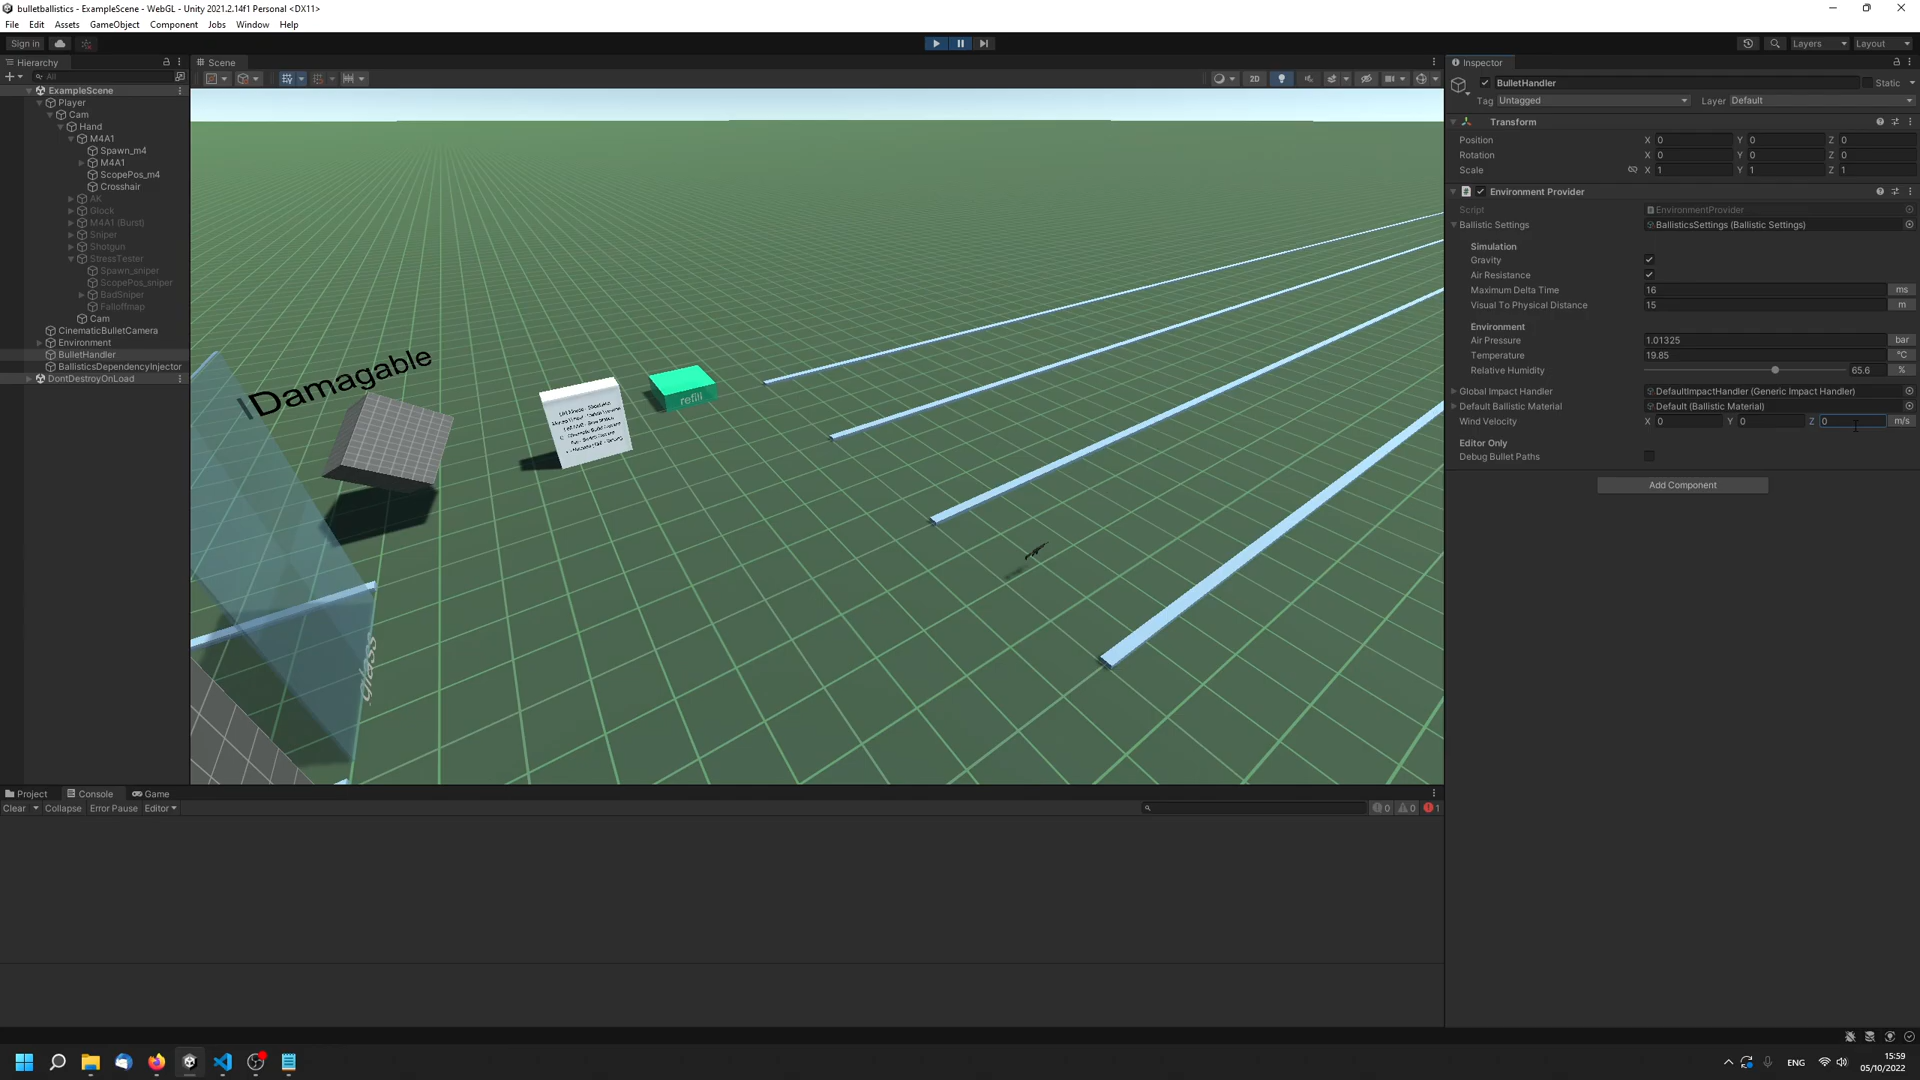 bulletballistics - ExampleScene - WebGL - Unity 2021.2.14f1 Personal <DX11>
File Edit Assets GameObject Component Jobs Window Help
Sign in
Layers Layout
Hierarchy
All
ExampleScene
Player
Cam
Hand
M4A1
Spawn_m4
M4A1
ScopePos_m4
Crosshair
AK
Glock
M4A1 (Burst)
Sniper
Shotgun
StressTester
Spawn_sniper
ScopePos_sniper
BadSniper
Falloffmap
Cam
CinematicBulletCamera
Environment
BulletHandler
BallisticsDependencyInjector
DontDestroyOnLoad
Scene
2D
IDamagable
refill
glass
Inspector
BulletHandler Static
Tag Untagged Layer Default
Transform
Position X 0 Y 0 Z 0
Rotation X 0 Y 0 Z 0
Scale X 1 Y 1 Z 1
Environment Provider
Script EnvironmentProvider
Ballistic Settings BallisticsSettings (Ballistic Settings)
Simulation
Gravity
Air Resistance
Maximum Delta Time 16 ms
Visual To Physical Distance 15 m
Environment
Air Pressure 1.01325 bar
Temperature 19.85 °C
Relative Humidity 65.6 %
Global Impact Handler DefaultImpactHandler (Generic Impact Handler)
Default Ballistic Material Default (Ballistic Material)
Wind Velocity X 0 Y 0 Z 0 m/s
Editor Only
Debug Bullet Paths
Add Component
Project Console Game
Clear Collapse Error Pause Editor
0 0 1
ENG
15:59
05/10/2022